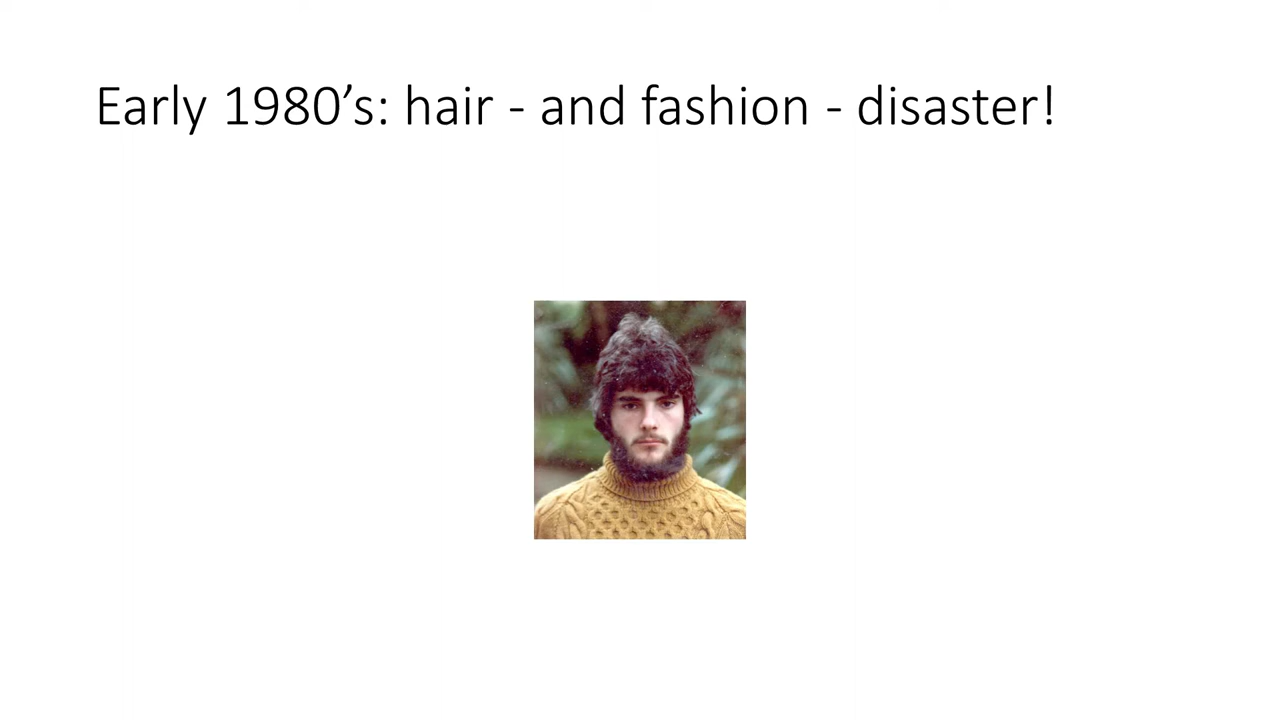 Early 1980’s: hair - and fashion - disaster!